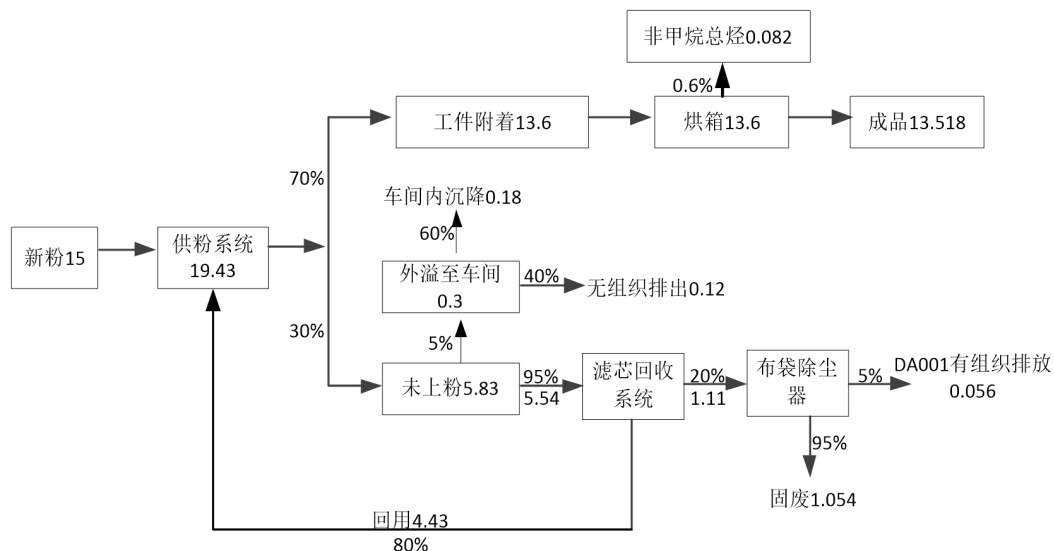 非甲烷总烃0.082
0.6%
工件附着13.6
烘箱13.6
成品13.518
70%
车间内沉降0.18
60%
新粉15
供粉系统
19.43
外溢至车间
0.3
40%
无组织排出0.12
30%
5%
未上粉5.83
95%
5.54
滤芯回收
系统
20%
1.11
布袋除尘
器
5%
DA001有组织排放
0.056
95%
固废1.054
回用4.43
80%